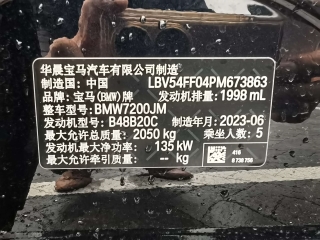 华晨宝马汽车有限公司制造
制造国：中国 LBV54FF04PM673863
品牌：宝马(BMW)牌 发动机排量：1998 mL
整车型号：BMW7200JM
发动机型号：B48B20C 制造年月：2023-06
最大允许总质量：2050 kg 乘坐人数：5
发动机最大净功率：135 kW
最大允许牵引质量：-- kg